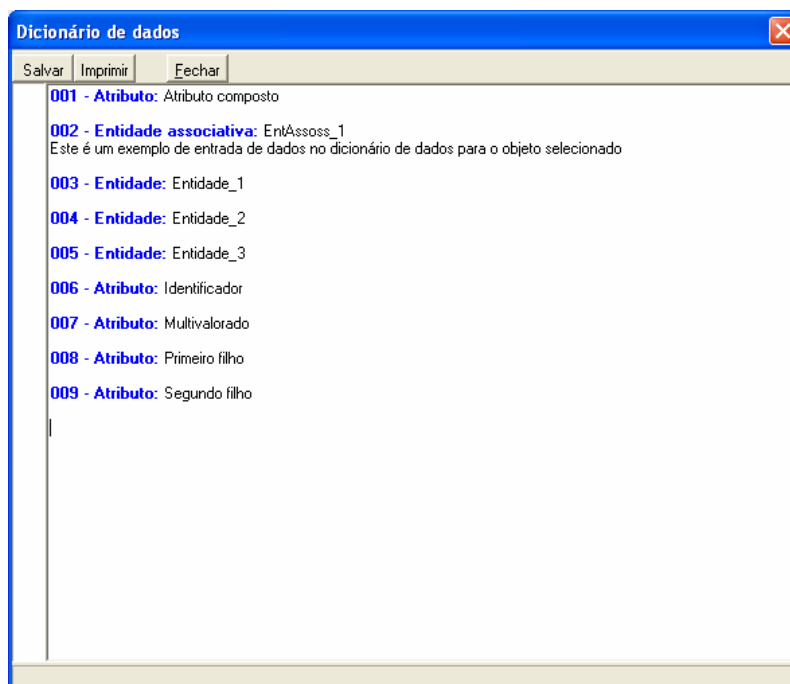 Dicionário de dados
Salvar Imprimir Fechar
001 - Atributo: Atributo composto
002 - Entidade associativa: EntAssoss_1
Este é um exemplo de entrada de dados no dicionário de dados para o objeto selecionado
003 - Entidade: Entidade_1
004 - Entidade: Entidade_2
005 - Entidade: Entidade_3
006 - Atributo: Identificador
007 - Atributo: Multivalorado
008 - Atributo: Primeiro filho
009 - Atributo: Segundo filho